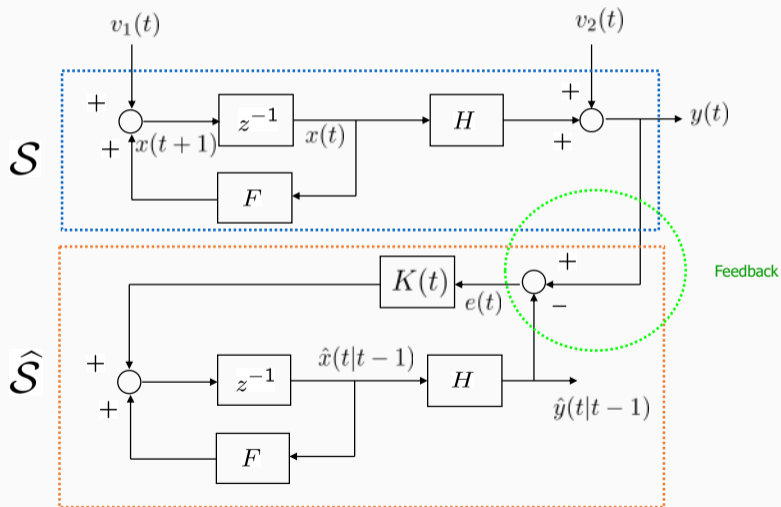 v₁(t)
v₂(t)
+
+
z⁻¹
H
y(t)
+
x(t + 1)
x(t)
+
S
F
+
K(t)
Feedback
e(t)
−
Ŝ
+
z⁻¹
x̂(t|t − 1)
H
+
ŷ(t|t − 1)
F